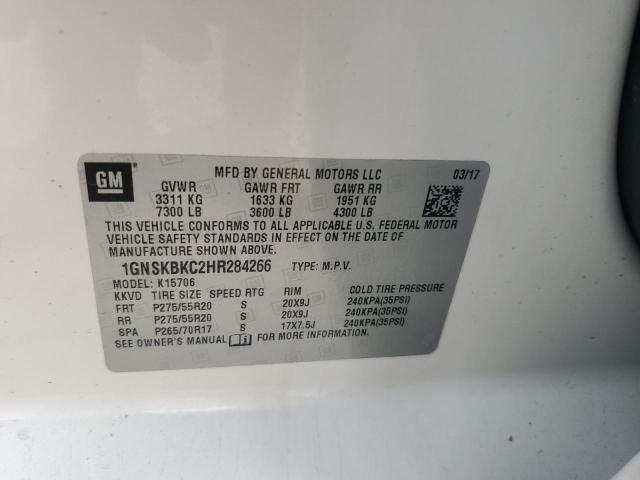 GM
MFD BY GENERAL MOTORS LLC 03/17
GVWR GAWR FRT GAWR RR
3311 KG 1633 KG 1951 KG
7300 LB 3600 LB 4300 LB
THIS VEHICLE CONFORMS TO ALL APPLICABLE U.S. FEDERAL MOTOR
VEHICLE SAFETY STANDARDS IN EFFECT ON THE DATE OF
MANUFACTURE SHOWN ABOVE.
1GNSKBKC2HR284266 TYPE: M.P.V.
MODEL: K15706
KKVD TIRE SIZE SPEED RTG RIM COLD TIRE PRESSURE
FRT P275/55R20 S 20X9J 240KPA(35PSI)
RR P275/55R20 S 20X9J 240KPA(35PSI)
SPA P265/70R17 S 17X7.5J 240KPA(35PSI)
SEE OWNER'S MANUAL FOR MORE INFORMATION.